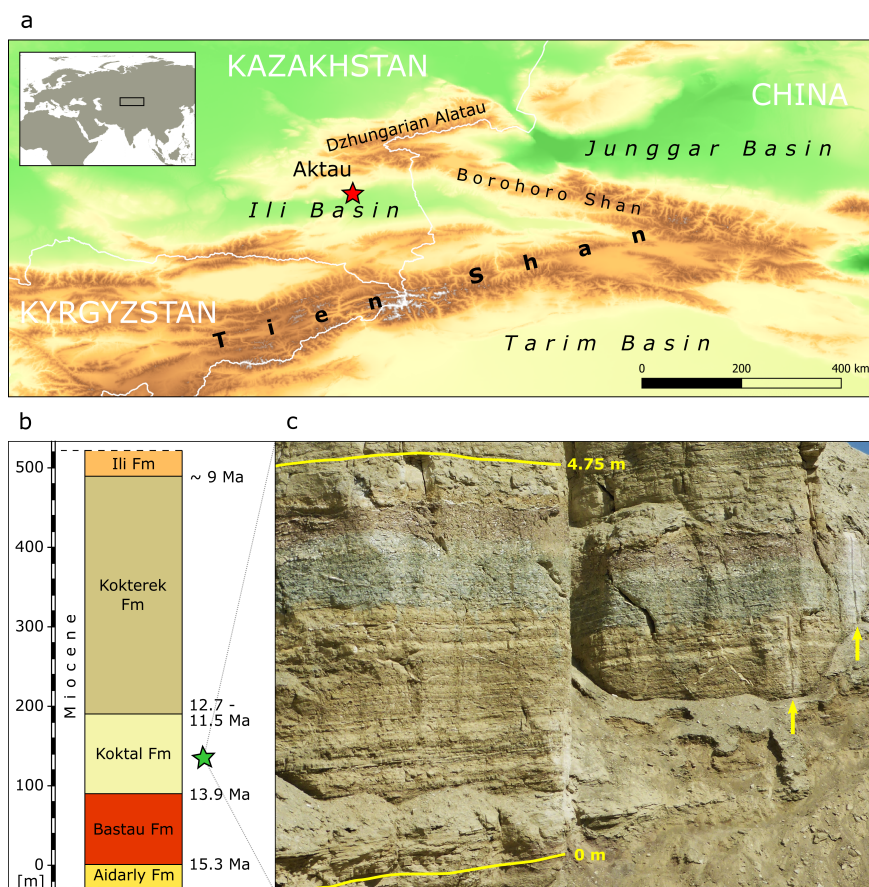 a
KAZAKHSTAN
CHINA
Dzhungarian Alatau
Junggar Basin
Aktau
Borohoro Shan
Ili Basin
Tien Shan
KYRGYZSTAN
Tarim Basin
0 200 400 km
b
c
500
400
300
200
100
0
[m]
Miocene
Ili Fm
~ 9 Ma
Kokterek
Fm
12.7 -
11.5 Ma
Koktal Fm
13.9 Ma
Bastau Fm
15.3 Ma
Aidarly Fm
4.75 m
0 m